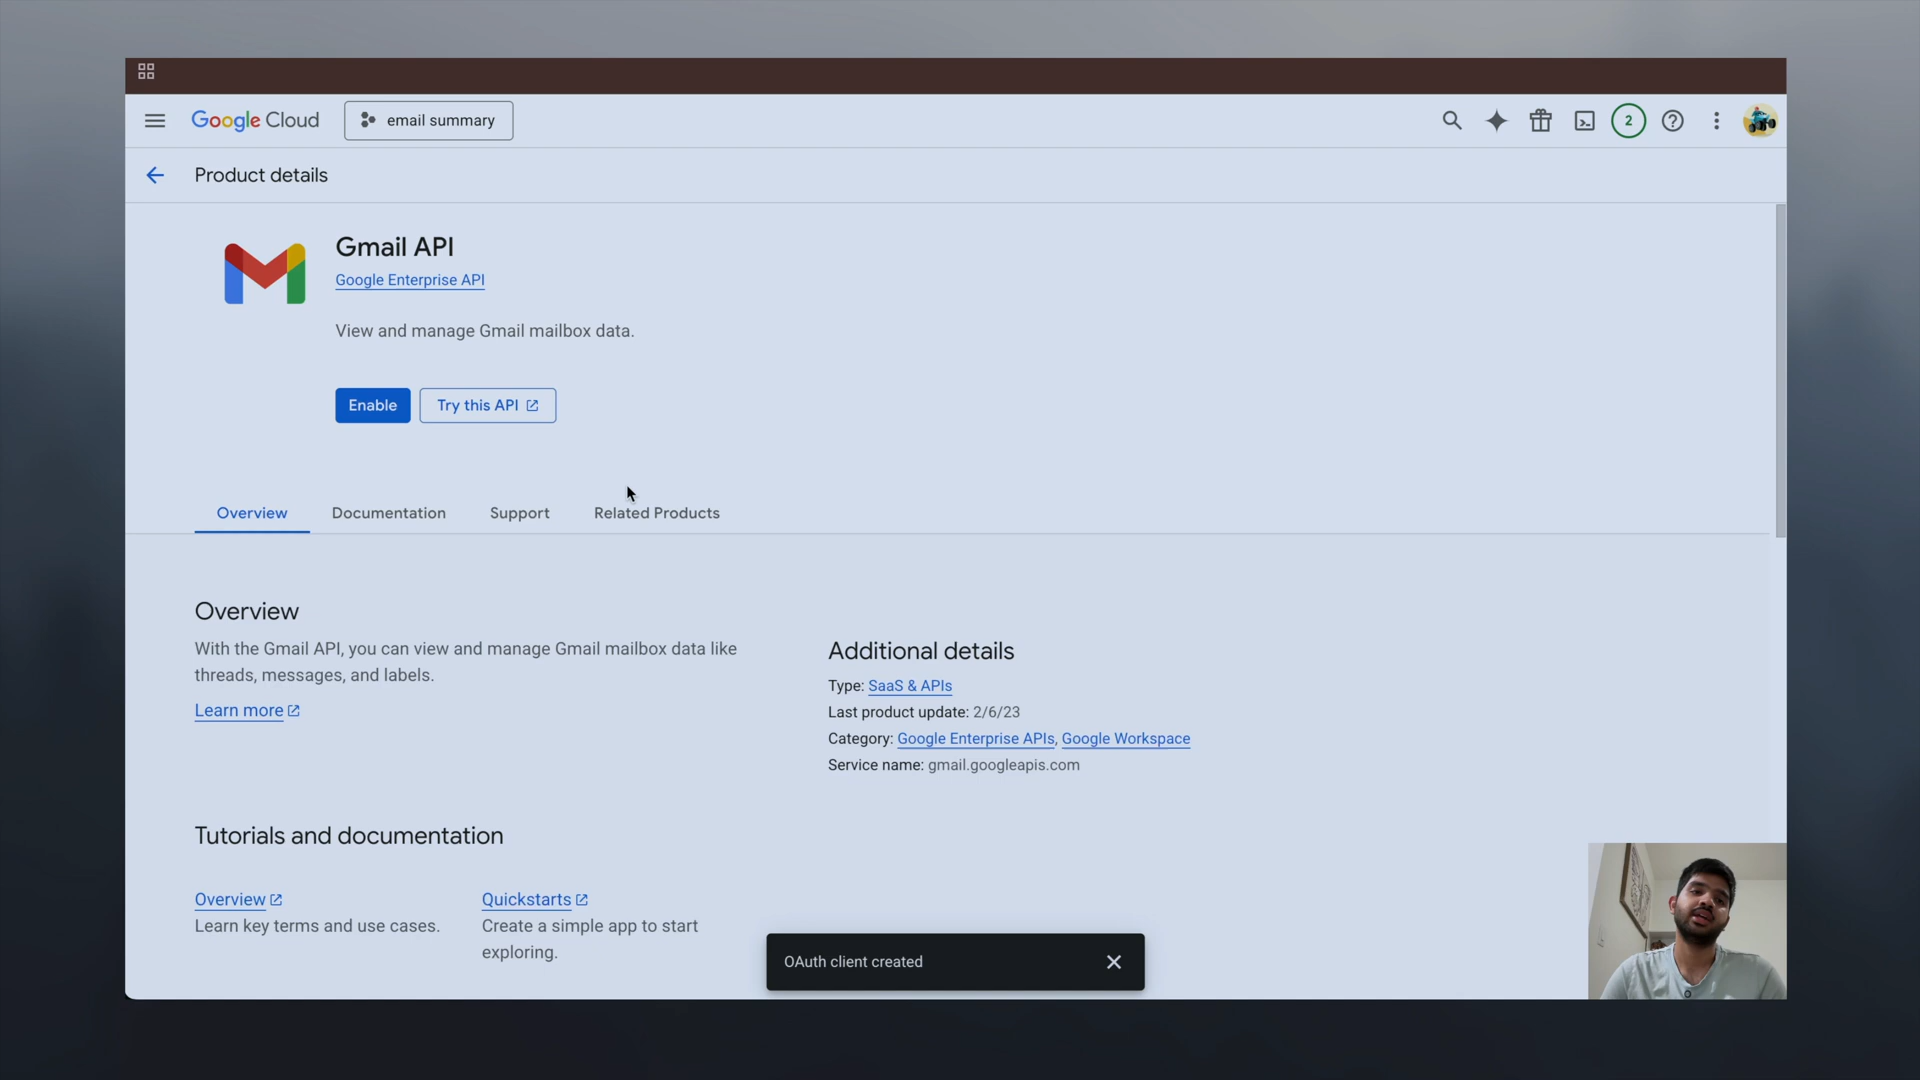 Google Cloud
email summary
2
Product details
Gmail API
Google Enterprise API
View and manage Gmail mailbox data.
Enable
Try this API
Overview
Documentation
Support
Related Products
Overview
With the Gmail API, you can view and manage Gmail mailbox data like
threads, messages, and labels.
Learn more
Additional details
Type: SaaS & APIs
Last product update: 2/6/23
Category: Google Enterprise APIs, Google Workspace
Service name: gmail.googleapis.com
Tutorials and documentation
Overview
Learn key terms and use cases.
Quickstarts
Create a simple app to start
exploring.
OAuth client created